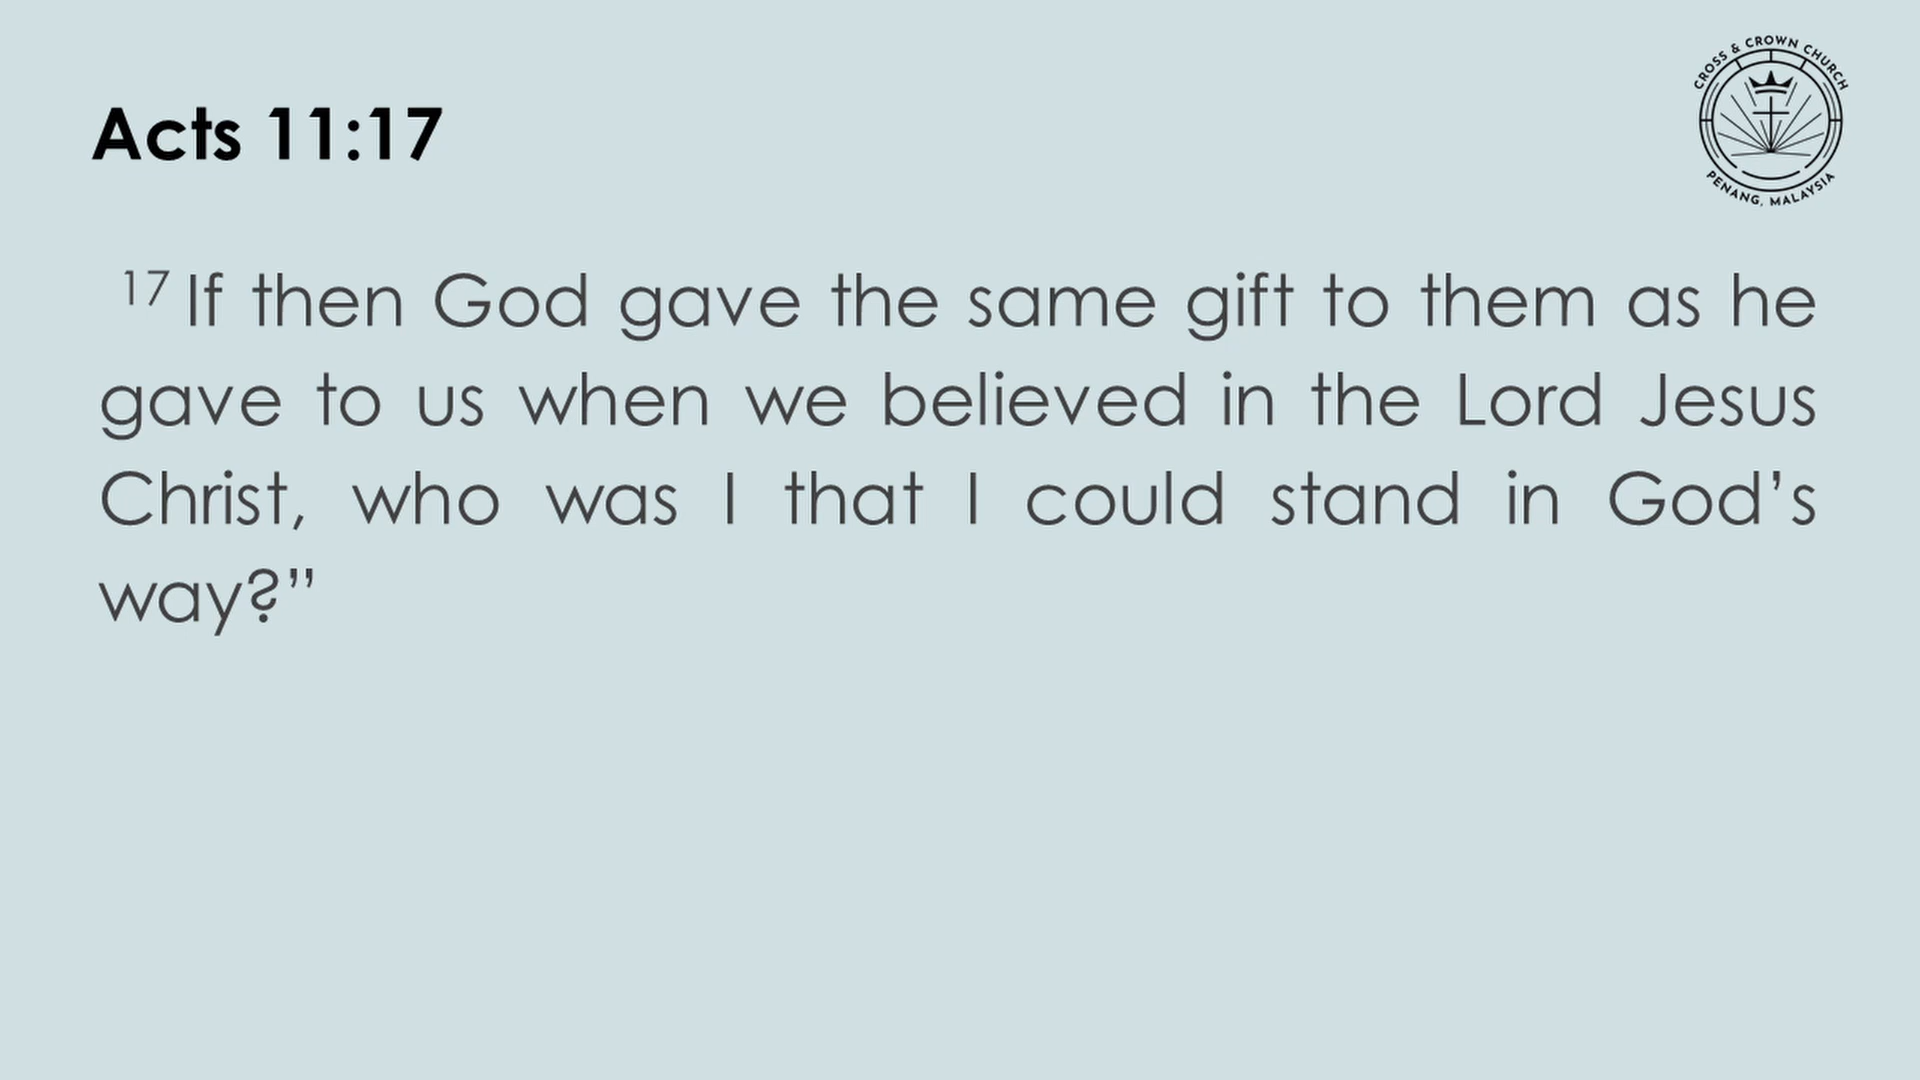 CROSS & CROWN CHURCH
PENANG, MALAYSIA
Acts 11:17
17 If then God gave the same gift to them as he
gave to us when we believed in the Lord Jesus
Christ, who was I that I could stand in God’s
way?”